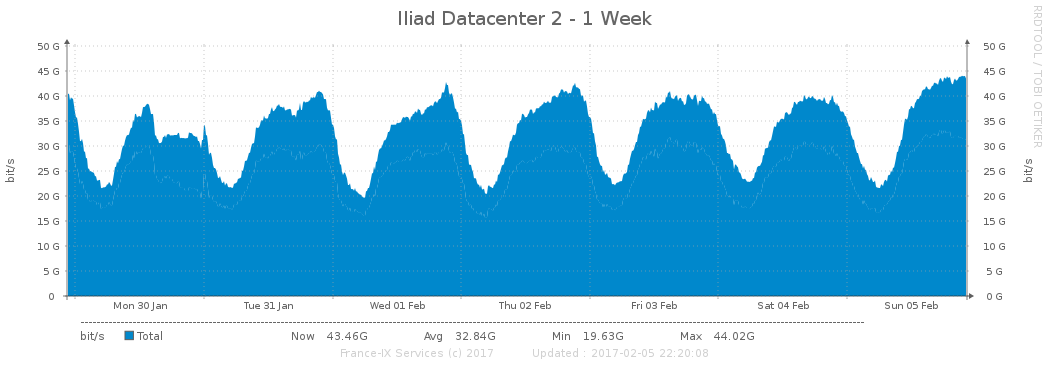 Iliad Datacenter 2 - 1 Week
RRDTOOL / TOBI OETIKER
bit/s
50 G
45 G
40 G
35 G
30 G
25 G
20 G
15 G
10 G
5 G
0
50 G
45 G
40 G
35 G
30 G
25 G
20 G
15 G
10 G
5 G
0 G
bit/s
Mon 30 Jan Tue 31 Jan Wed 01 Feb Thu 02 Feb Fri 03 Feb Sat 04 Feb Sun 05 Feb
bit/s Total Now 43.46G Avg 32.84G Min 19.63G Max 44.02G
France-IX Services (c) 2017 Updated : 2017-02-05 22:20:08